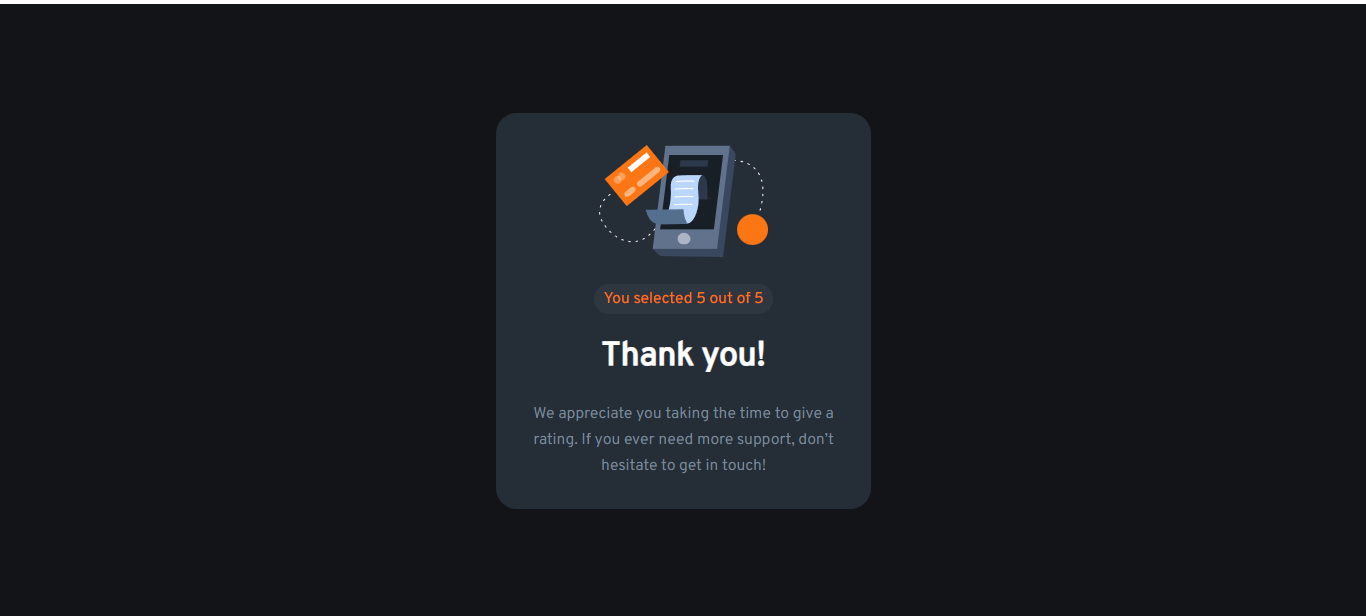 You selected 5 out of 5
Thank you!
We appreciate you taking the time to give a
rating. If you ever need more support, don’t
hesitate to get in touch!